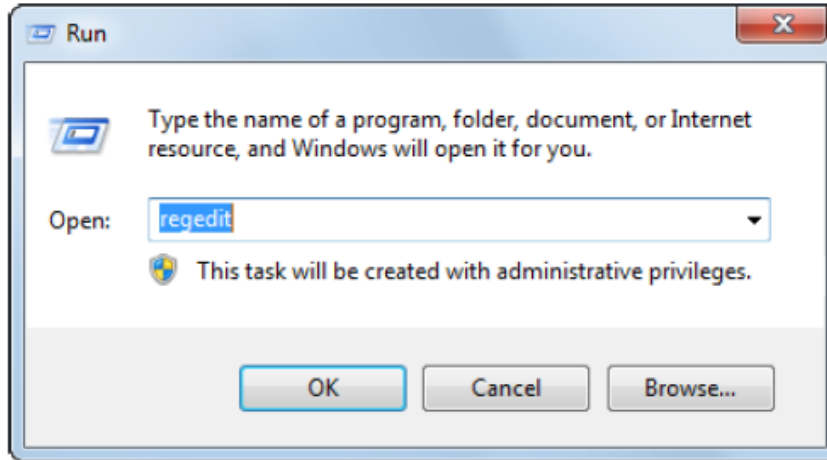 Run
Type the name of a program, folder, document, or Internet
resource, and Windows will open it for you.
Open: regedit
This task will be created with administrative privileges.
OK Cancel Browse...